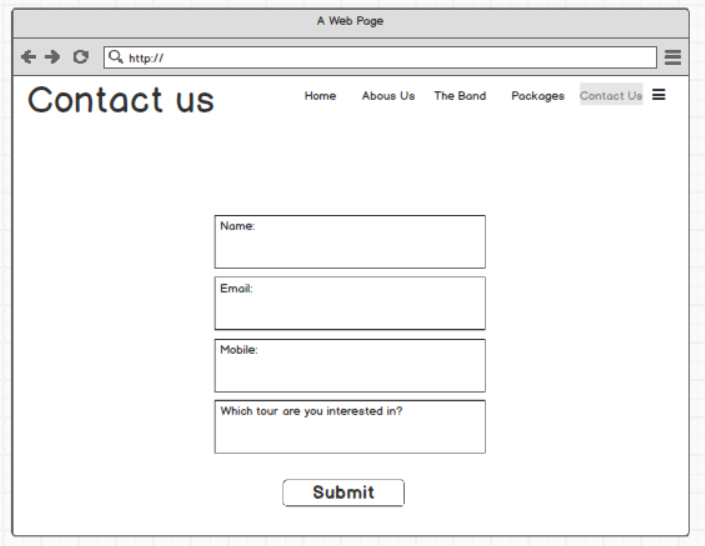 A Web Page
http://
Contact us
Home Abous Us The Band Packages Contact Us
Name:
Email:
Mobile:
Which tour are you interested in?
Submit